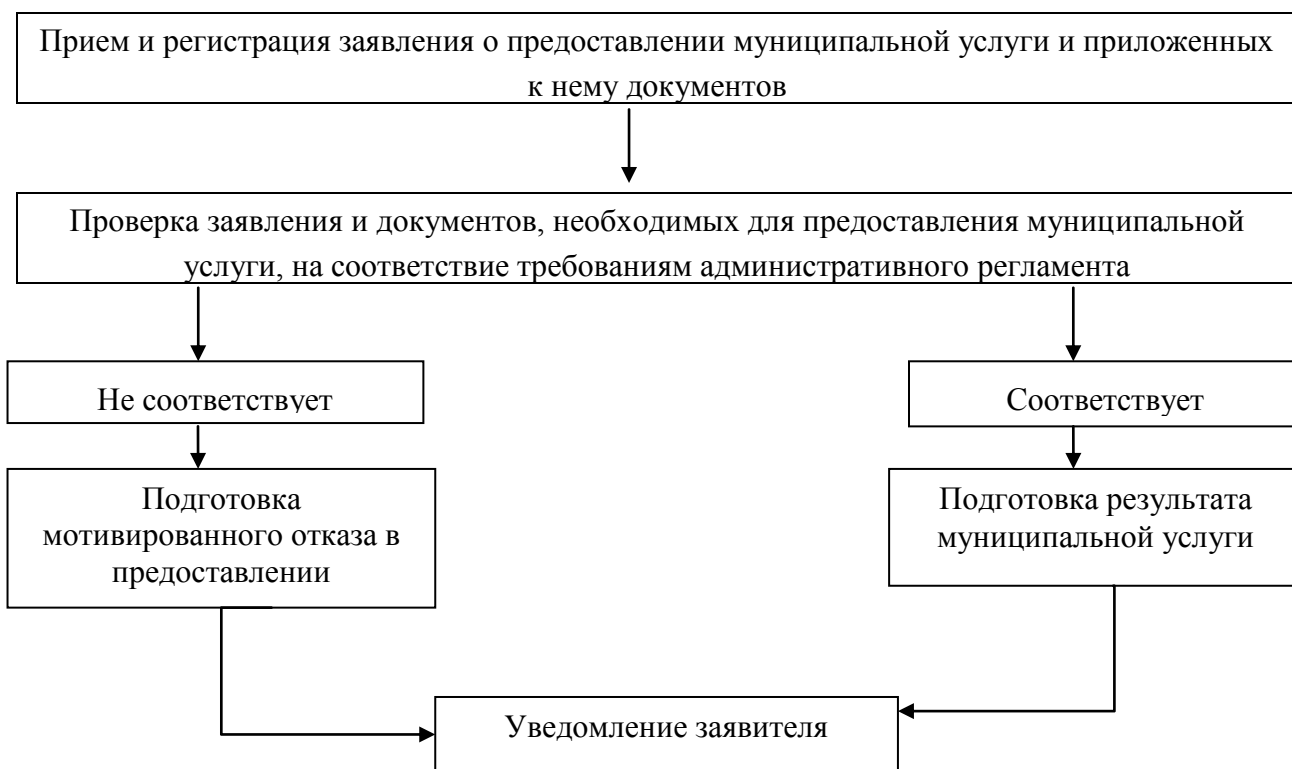 Прием и регистрация заявления о предоставлении муниципальной услуги и приложенных
к нему документов
Проверка заявления и документов, необходимых для предоставления муниципальной
услуги, на соответствие требованиям административного регламента
Не соответствует
Соответствует
Подготовка
мотивированного отказа в
предоставлении
Подготовка результата
муниципальной услуги
Уведомление заявителя